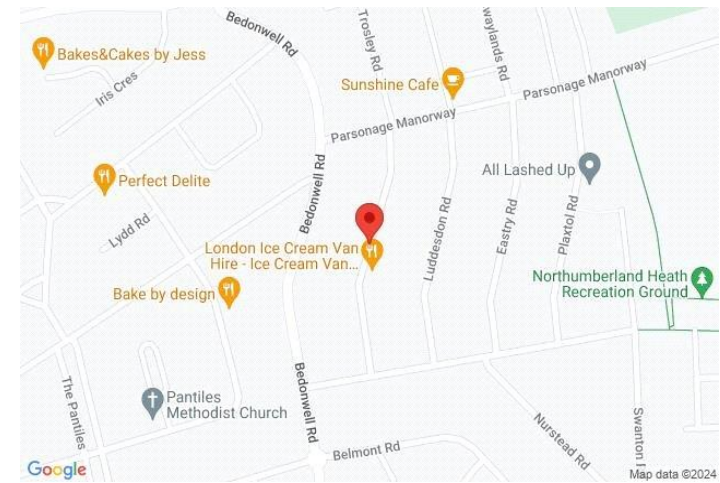 Bedonwell Rd
Trosley Rd
waylands Rd
Bakes&Cakes by Jess
Iris Cres
Sunshine Cafe
Parsonage Manorway
Parsonage Manorway
Bedonwell Rd
All Lashed Up
Perfect Delite
Lydd Rd
Luddesdon Rd
Eastry Rd
Plaxtol Rd
London Ice Cream Van
Hire - Ice Cream Van...
Northumberland Heath
Recreation Ground
Bake by design
The Pantiles
Pantiles
Methodist Church
Bedonwell Rd
Belmont Rd
Nurstead Rd
Swanton
Google
Map data ©2024